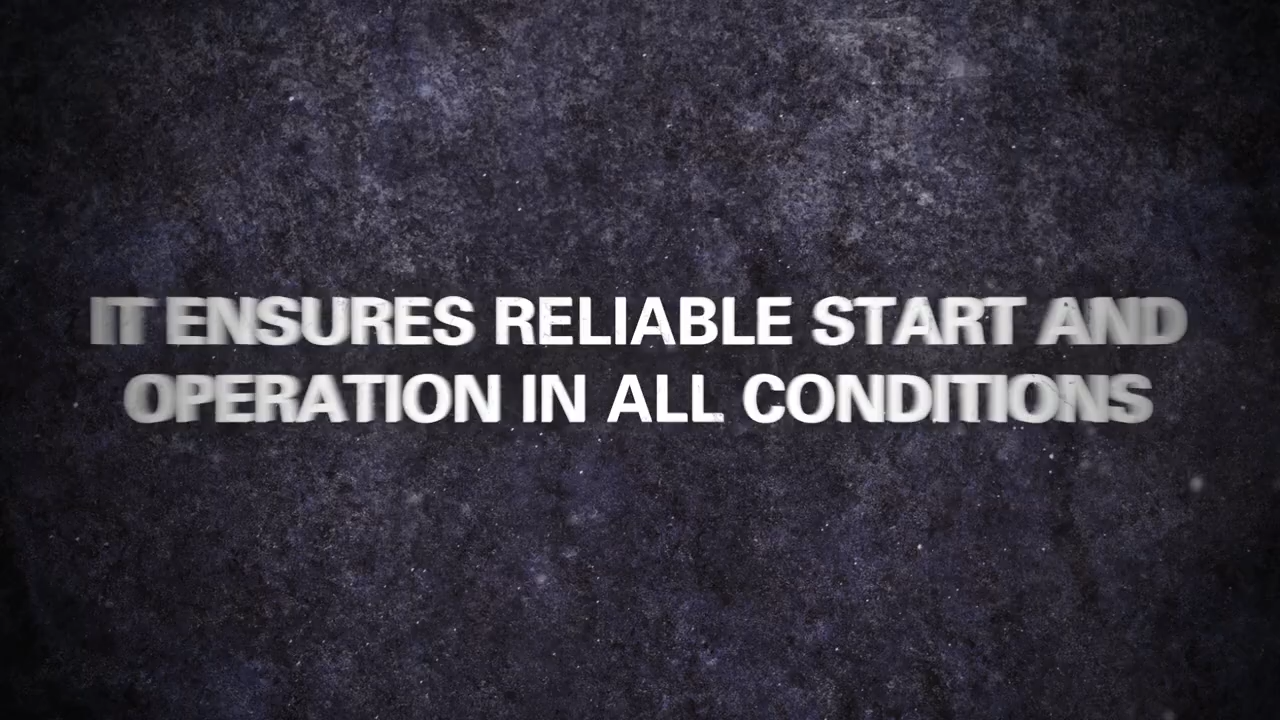 IT ENSURES RELIABLE START AND
OPERATION IN ALL CONDITIONS